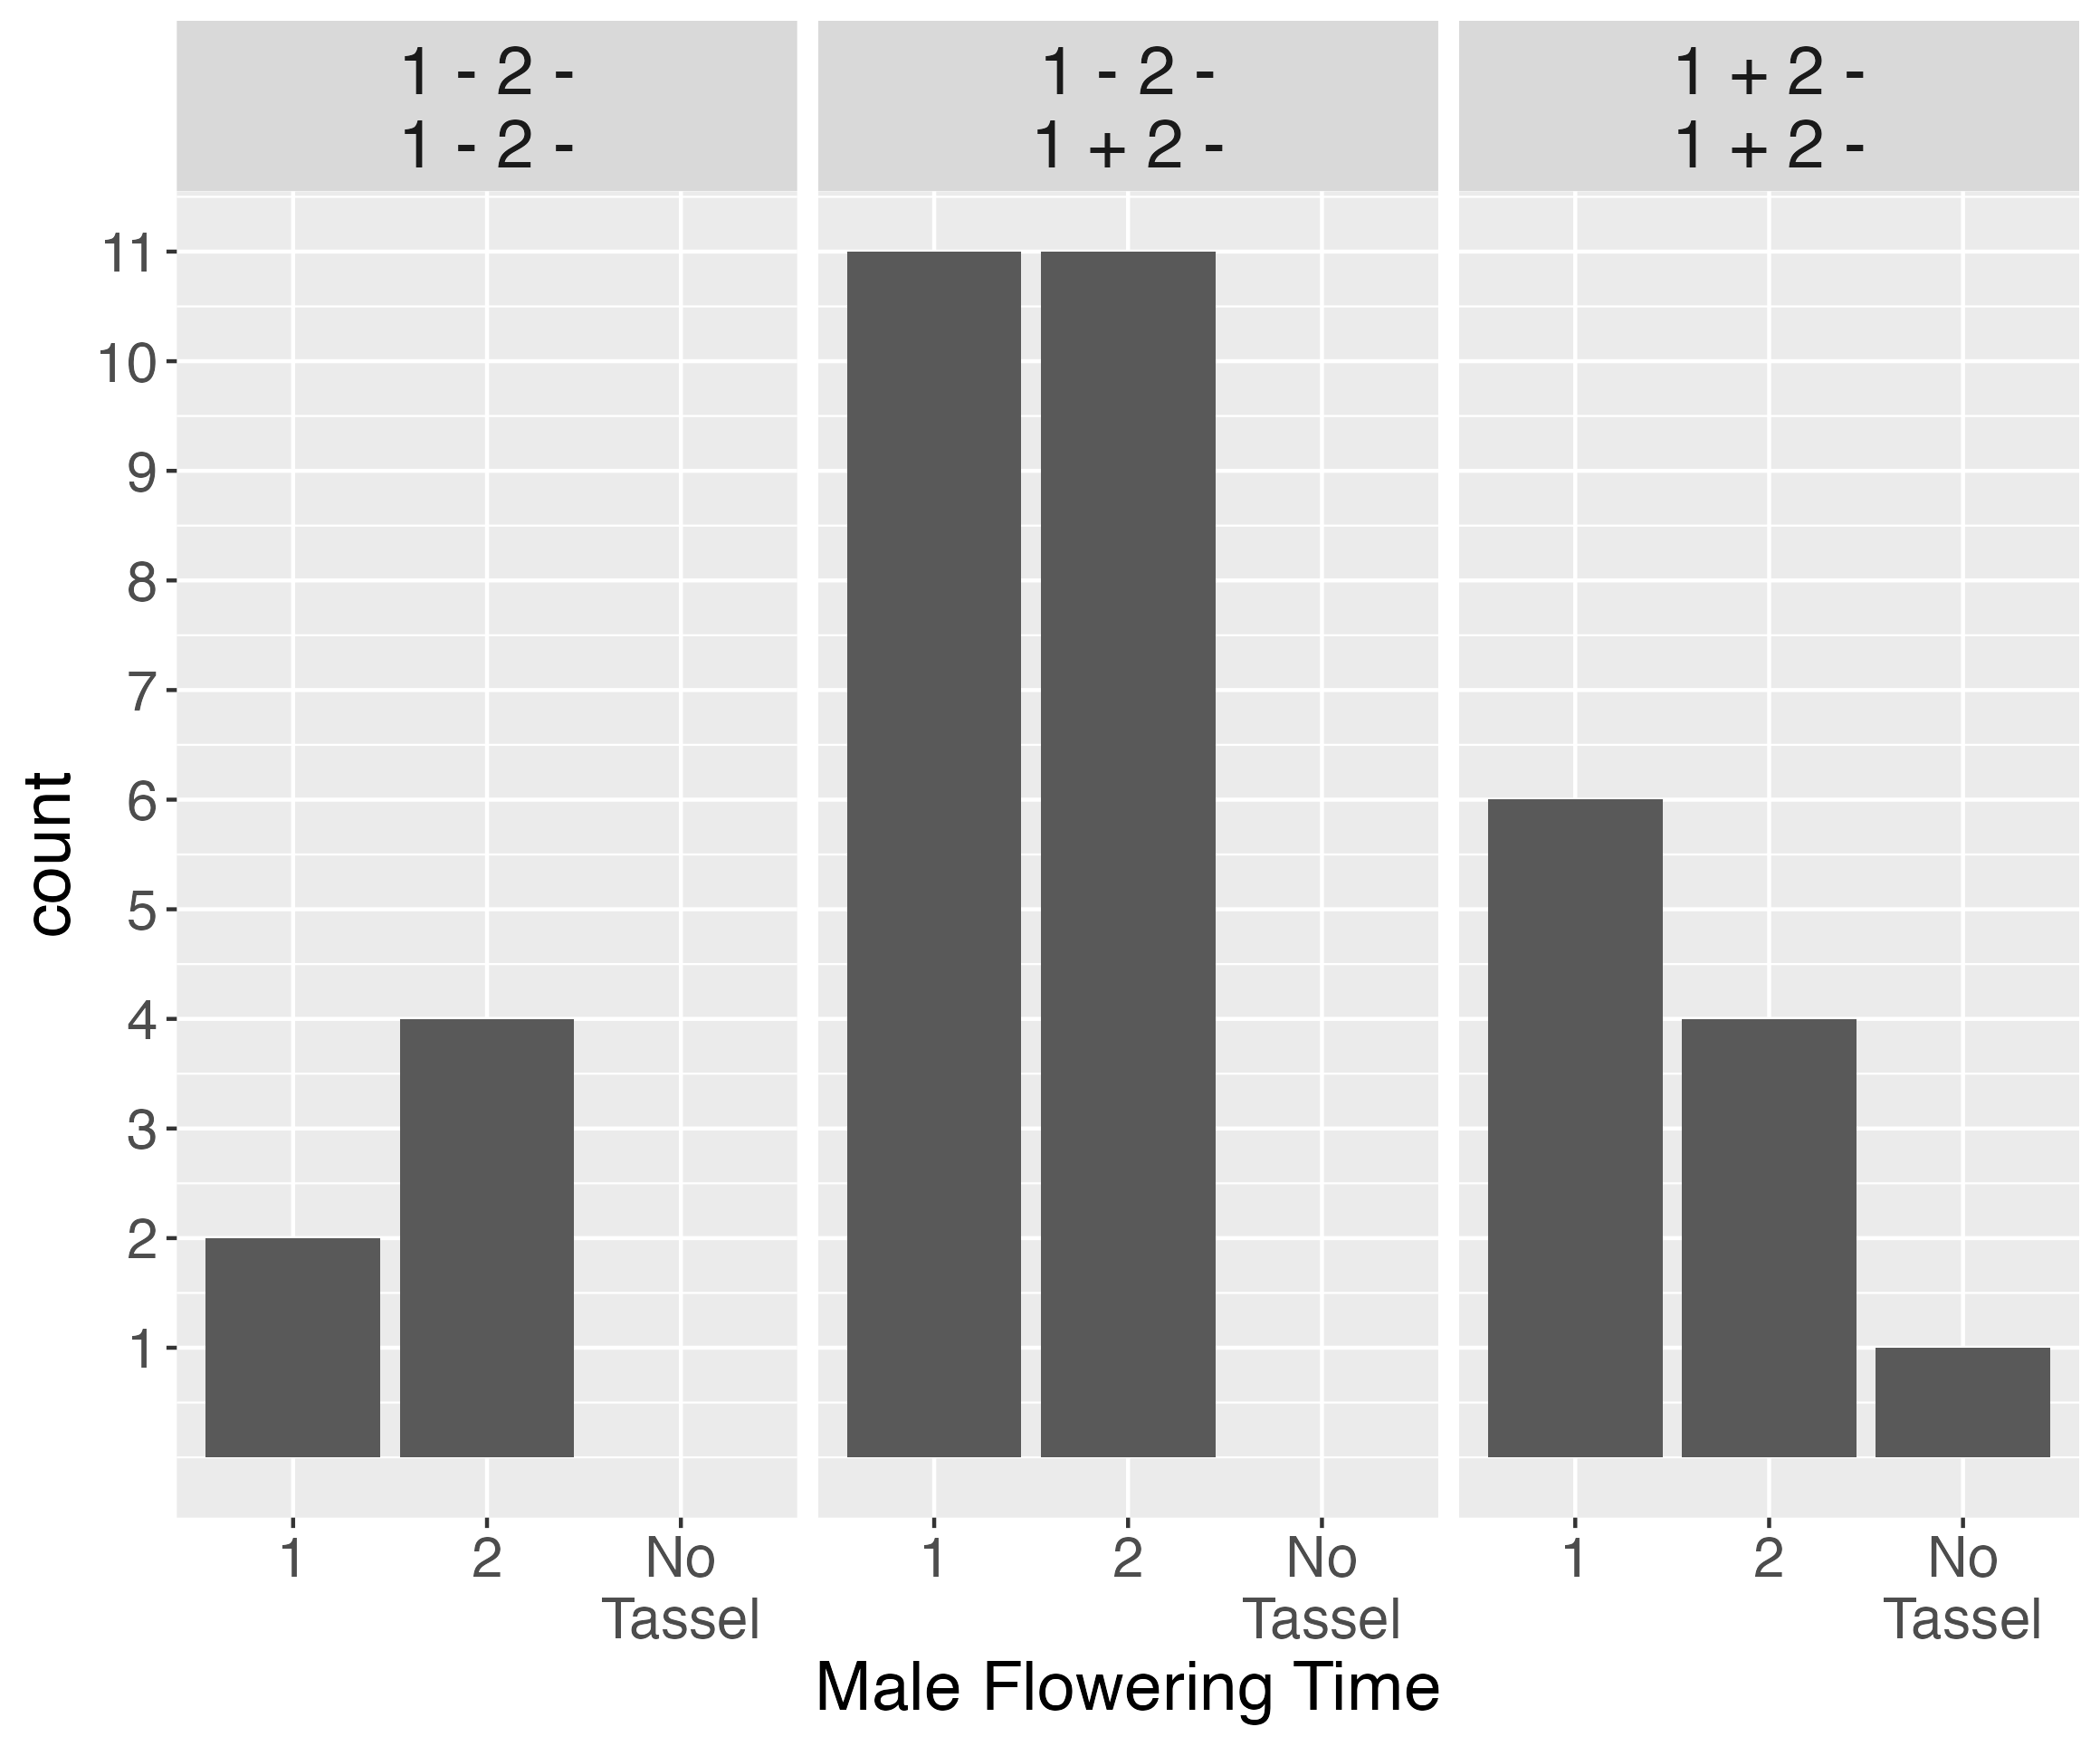 1 - 2 -
1 - 2 -
1 - 2 -
1 + 2 -
1 + 2 -
1 + 2 -
11
10
9
8
7
6
5
4
3
2
1
count
1
2
No
Tassel
1
2
No
Tassel
1
2
No
Tassel
Male Flowering Time